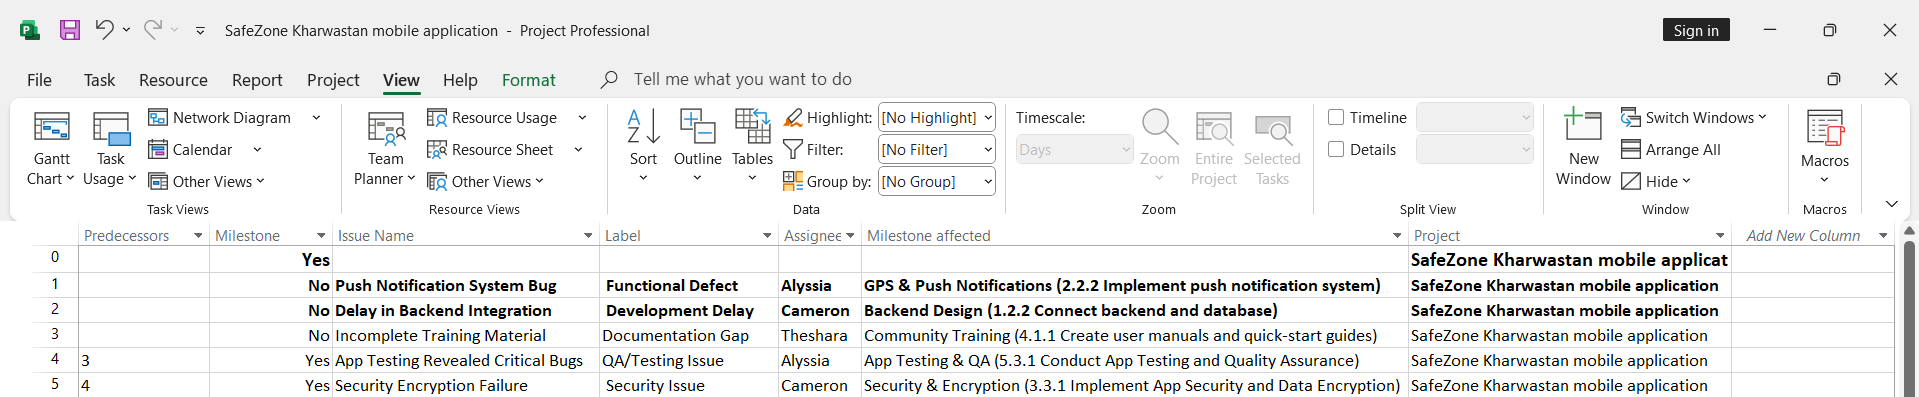 SafeZone Kharwastan mobile application - Project Professional
Sign in
File Task Resource Report Project View Help Format Tell me what you want to do
Gantt Chart
Task Usage
Network Diagram
Calendar
Other Views
Task Views
Team Planner
Resource Usage
Resource Sheet
Other Views
Resource Views
Sort
Outline
Tables
Highlight: [No Highlight]
Filter: [No Filter]
Group by: [No Group]
Data
Timescale:
Days
Zoom
Entire Project
Selected Tasks
Zoom
Timeline
Details
Split View
New Window
Switch Windows
Arrange All
Hide
Window
Macros
Macros
Predecessors Milestone Issue Name Label Assignee Milestone affected Project Add New Column
0 Yes SafeZone Kharwastan mobile applicat
1 No Push Notification System Bug Functional Defect Alyssia GPS & Push Notifications (2.2.2 Implement push notification system) SafeZone Kharwastan mobile application
2 No Delay in Backend Integration Development Delay Cameron Backend Design (1.2.2 Connect backend and database) SafeZone Kharwastan mobile application
3 No Incomplete Training Material Documentation Gap Theshara Community Training (4.1.1 Create user manuals and quick-start guides) SafeZone Kharwastan mobile application
4 3 Yes App Testing Revealed Critical Bugs QA/Testing Issue Alyssia App Testing & QA (5.3.1 Conduct App Testing and Quality Assurance) SafeZone Kharwastan mobile application
5 4 Yes Security Encryption Failure Security Issue Cameron Security & Encryption (3.3.1 Implement App Security and Data Encryption) SafeZone Kharwastan mobile application